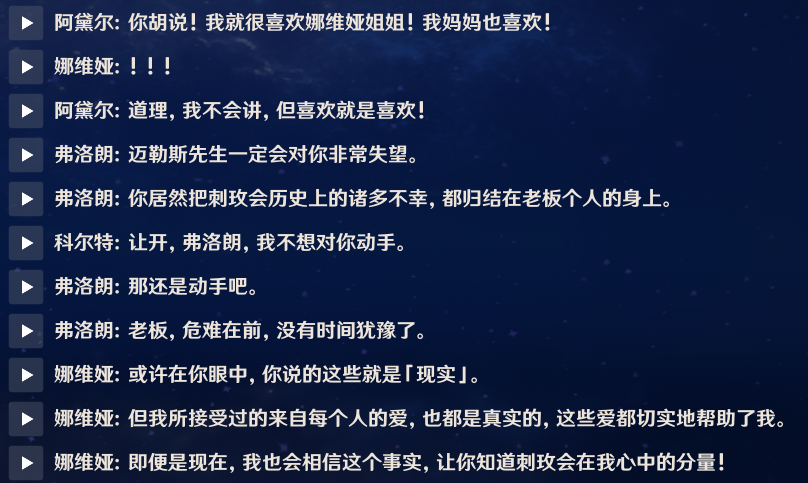 阿黛尔: 你胡说! 我就很喜欢娜维娅姐姐! 我妈妈也喜欢!
娜维娅: ! ! !
阿黛尔: 道理, 我不会讲, 但喜欢就是喜欢!
弗洛朗: 迈勒斯先生一定会对你非常失望。
弗洛朗: 你居然把刺玫会历史上的诸多不幸, 都归结在老板个人的身上。
科尔特: 让开, 弗洛朗, 我不想对你动手。
弗洛朗: 那还是动手吧。
弗洛朗: 老板, 危难在前, 没有时间犹豫了。
娜维娅: 或许在你眼中, 你说的这些就是「现实」。
娜维娅: 但我所接受过的来自每个人的爱, 也都是真实的, 这些爱都切实地帮助了我。
娜维娅: 即便是现在, 我也会相信这个事实, 让你知道刺玫会在我心中的分量!